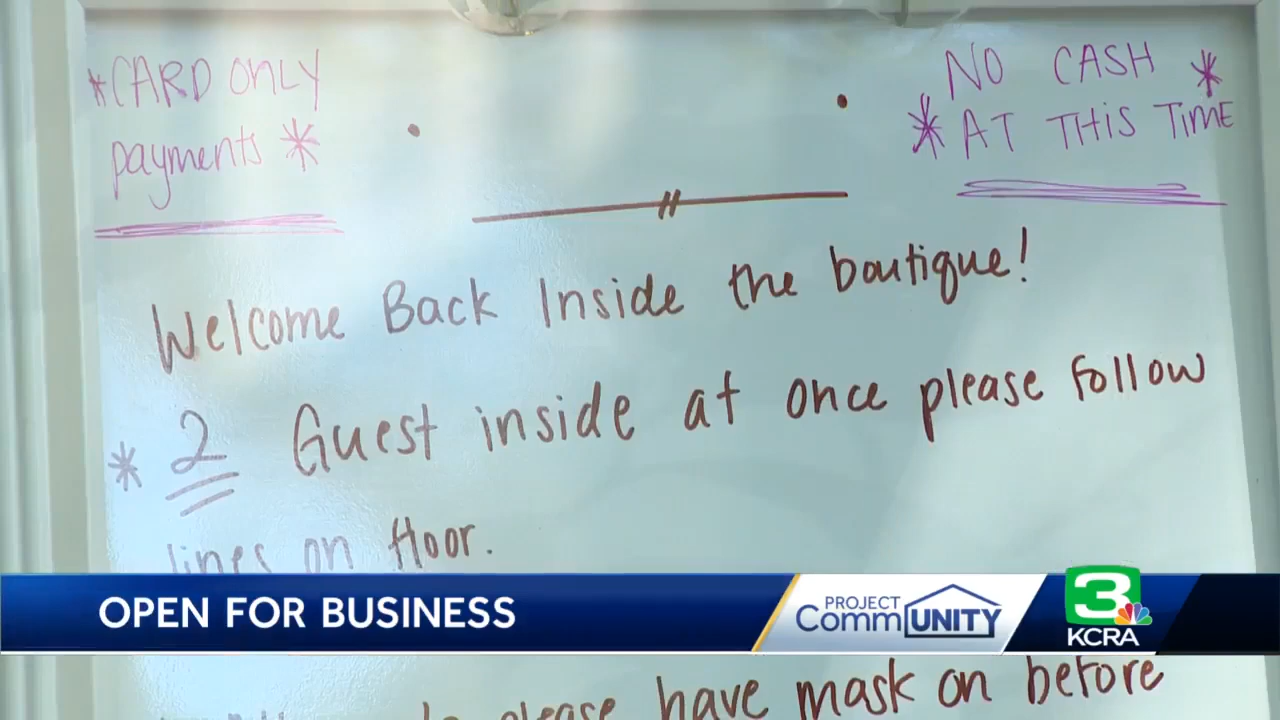 *CARD ONLY
payments *
NO CASH *
* AT THIS TIME
Welcome Back Inside the boutique!
* 2 Guest inside at once please follow
lines on floor.
OPEN FOR BUSINESS
PROJECT
CommUNITY
3
KCRA
please have mask on before